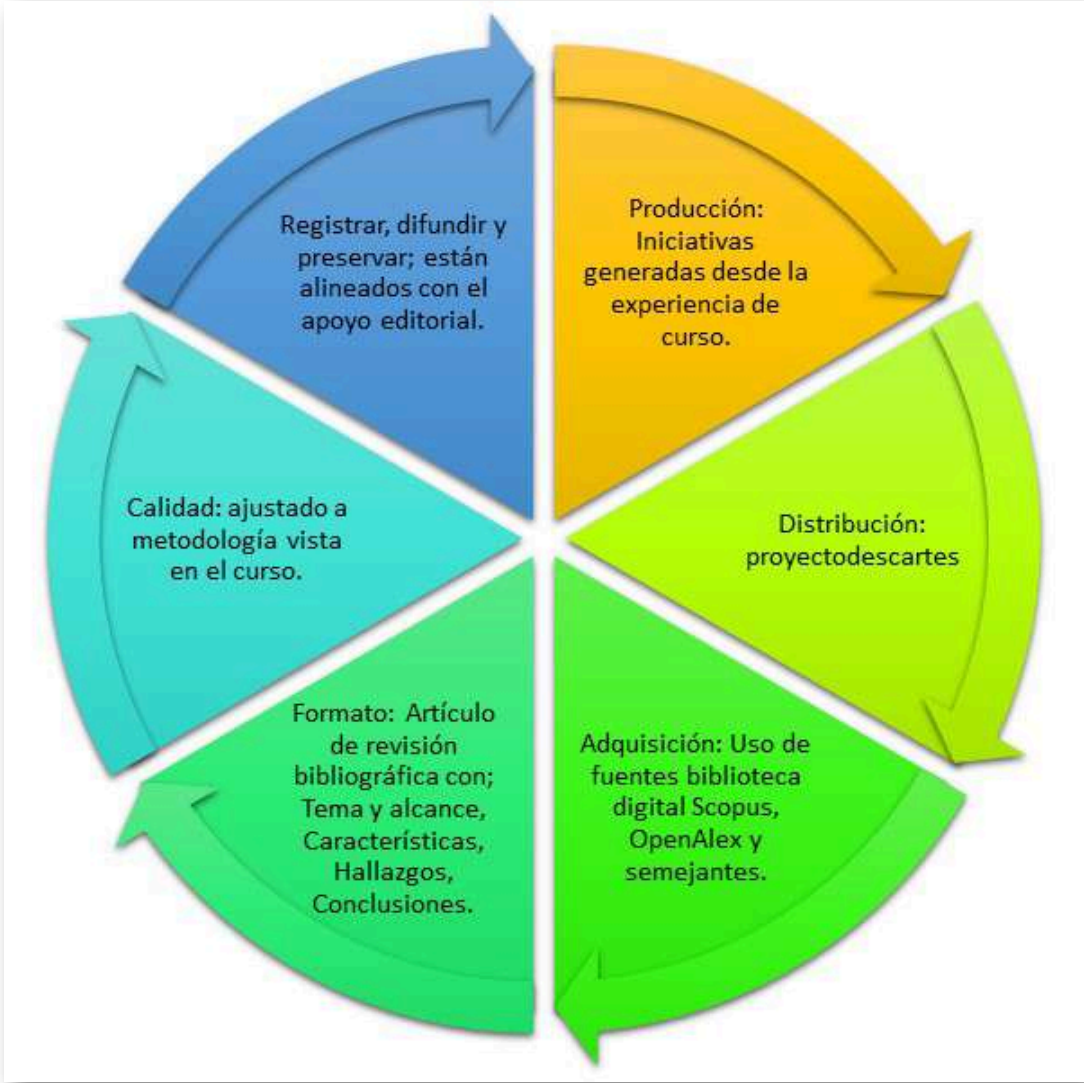 Producción:
Iniciativas
generadas desde la
experiencia de
curso.
Distribución:
proyectodescartes
Adquisición: Uso de
fuentes biblioteca
digital Scopus,
OpenAlex y
semejantes.
Formato: Artículo
de revisión
bibliográfica con;
Tema y alcance,
Característicias,
Hallazgos,
Conclusiones.
Calidad: ajustado a
metodología vista
en el curso.
Registrar, difundir y
preservar; están
alineados con el
apoyo editorial.